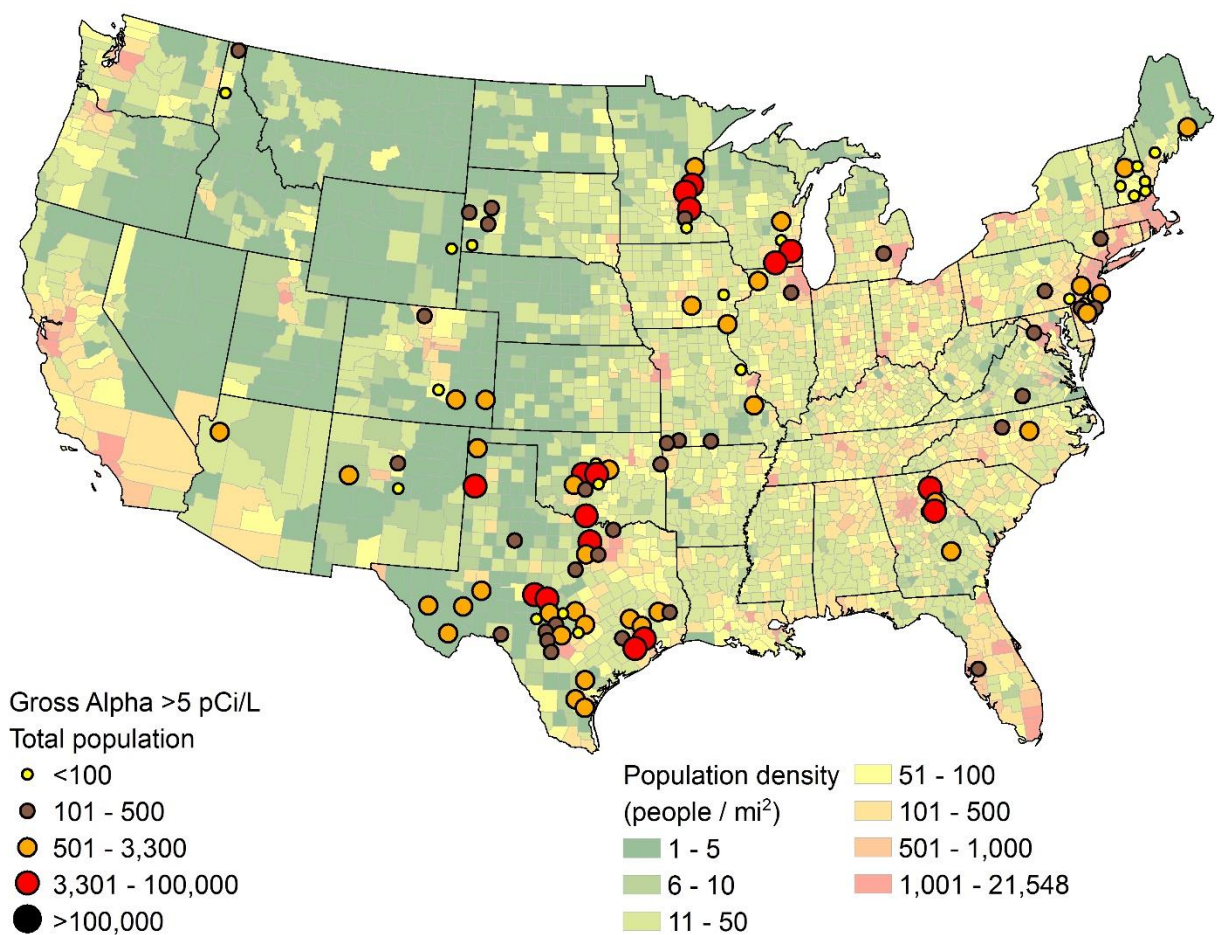 Gross Alpha >5 pCi/L
Total population
<100
101 - 500
501 - 3,300
3,301 - 100,000
>100,000
Population density
(people / mi²)
1 - 5
6 - 10
11 - 50
51 - 100
101 - 500
501 - 1,000
1,001 - 21,548